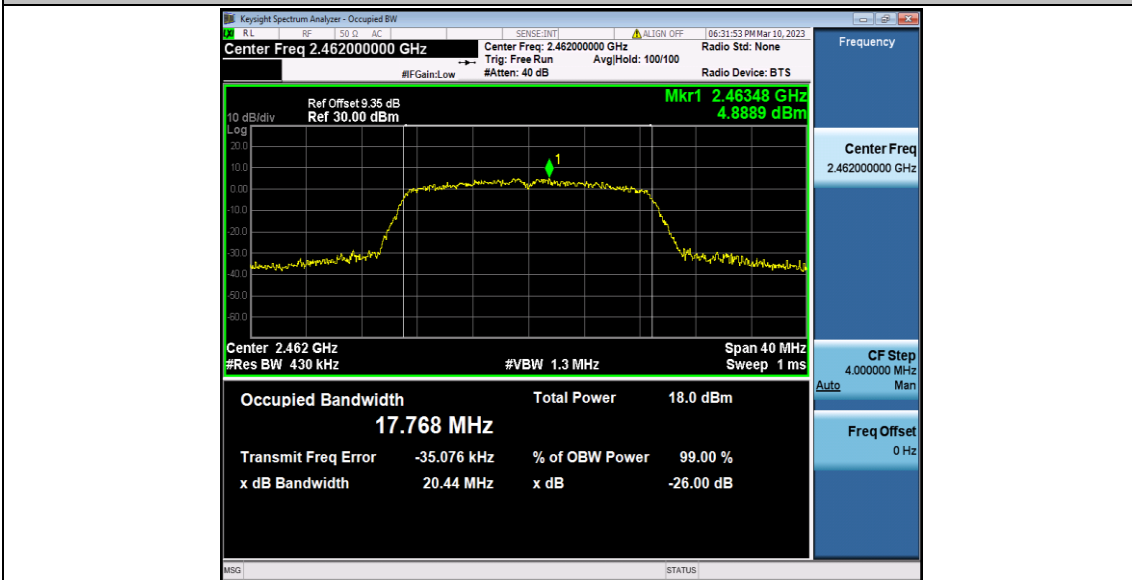 Keysight Spectrum Analyzer - Occupied BW
RL RF 50 Ω AC SENSE:INT ALIGN OFF 06:31:53 PM Mar 10, 2023
Center Freq 2.462000000 GHz
Center Freq: 2.462000000 GHz
Radio Std: None
Trig: Free Run Avg|Hold: 100/100
#IFGain:Low
#Atten: 40 dB
Radio Device: BTS
Frequency
Ref Offset 9.35 dB
10 dB/div Ref 30.00 dBm
Mkr1 2.46348 GHz
4.8889 dBm
Log
20.0
10.0
0.00
-10.0
-20.0
-30.0
-40.0
-50.0
-60.0
1
Center Freq
2.462000000 GHz
Center 2.462 GHz Span 40 MHz
#Res BW 430 kHz #VBW 1.3 MHz Sweep 1 ms
CF Step
4.000000 MHz
Auto Man
Occupied Bandwidth Total Power 18.0 dBm
17.768 MHz
Transmit Freq Error -35.076 kHz % of OBW Power 99.00 %
x dB Bandwidth 20.44 MHz x dB -26.00 dB
Freq Offset
0 Hz
MSG STATUS